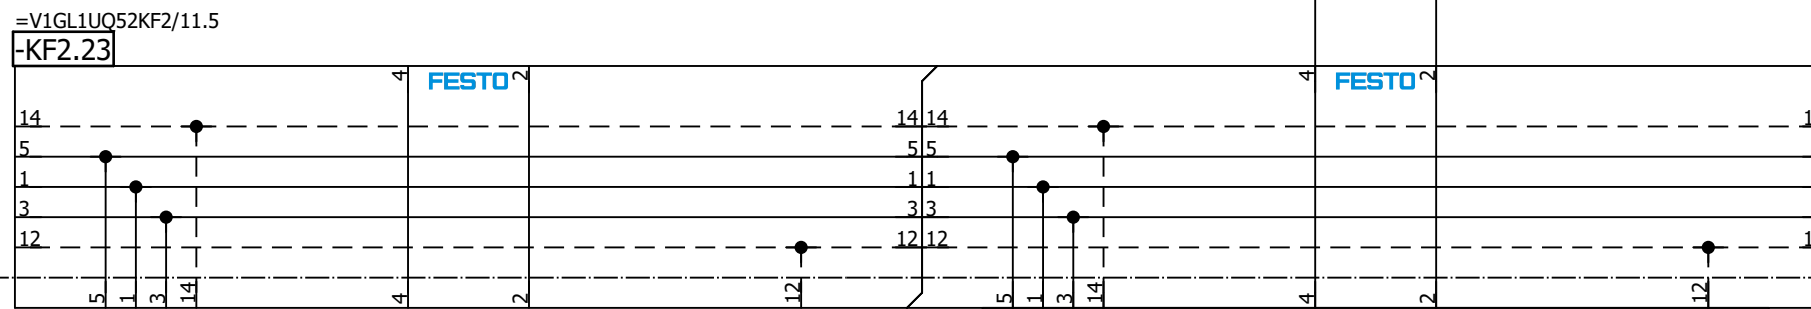 =V1GL1UQ52KF2/11.5
-KF2.23
4 FESTO 2 4 FESTO 2
14 14 14 1
5 5 5
1 1 1
3 3 3
12 12 12 1
5 1 3 14 4 2 12 5 1 3 14 4 2 12